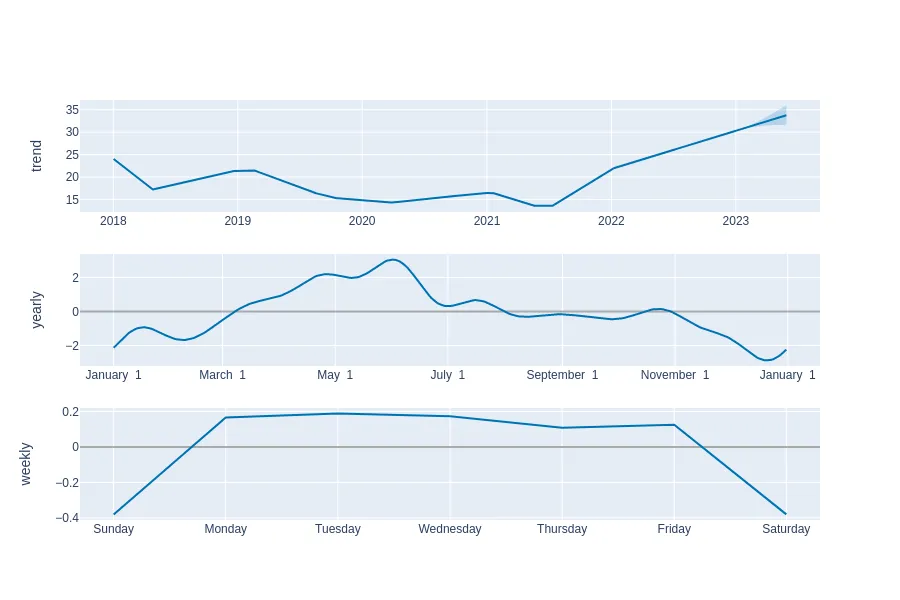 trend
35
30
25
20
15
2018 2019 2020 2021 2022 2023
yearly
2
0
−2
January 1 March 1 May 1 July 1 September 1 November 1 January 1
weekly
0.2
0
−0.2
−0.4
Sunday Monday Tuesday Wednesday Thursday Friday Saturday